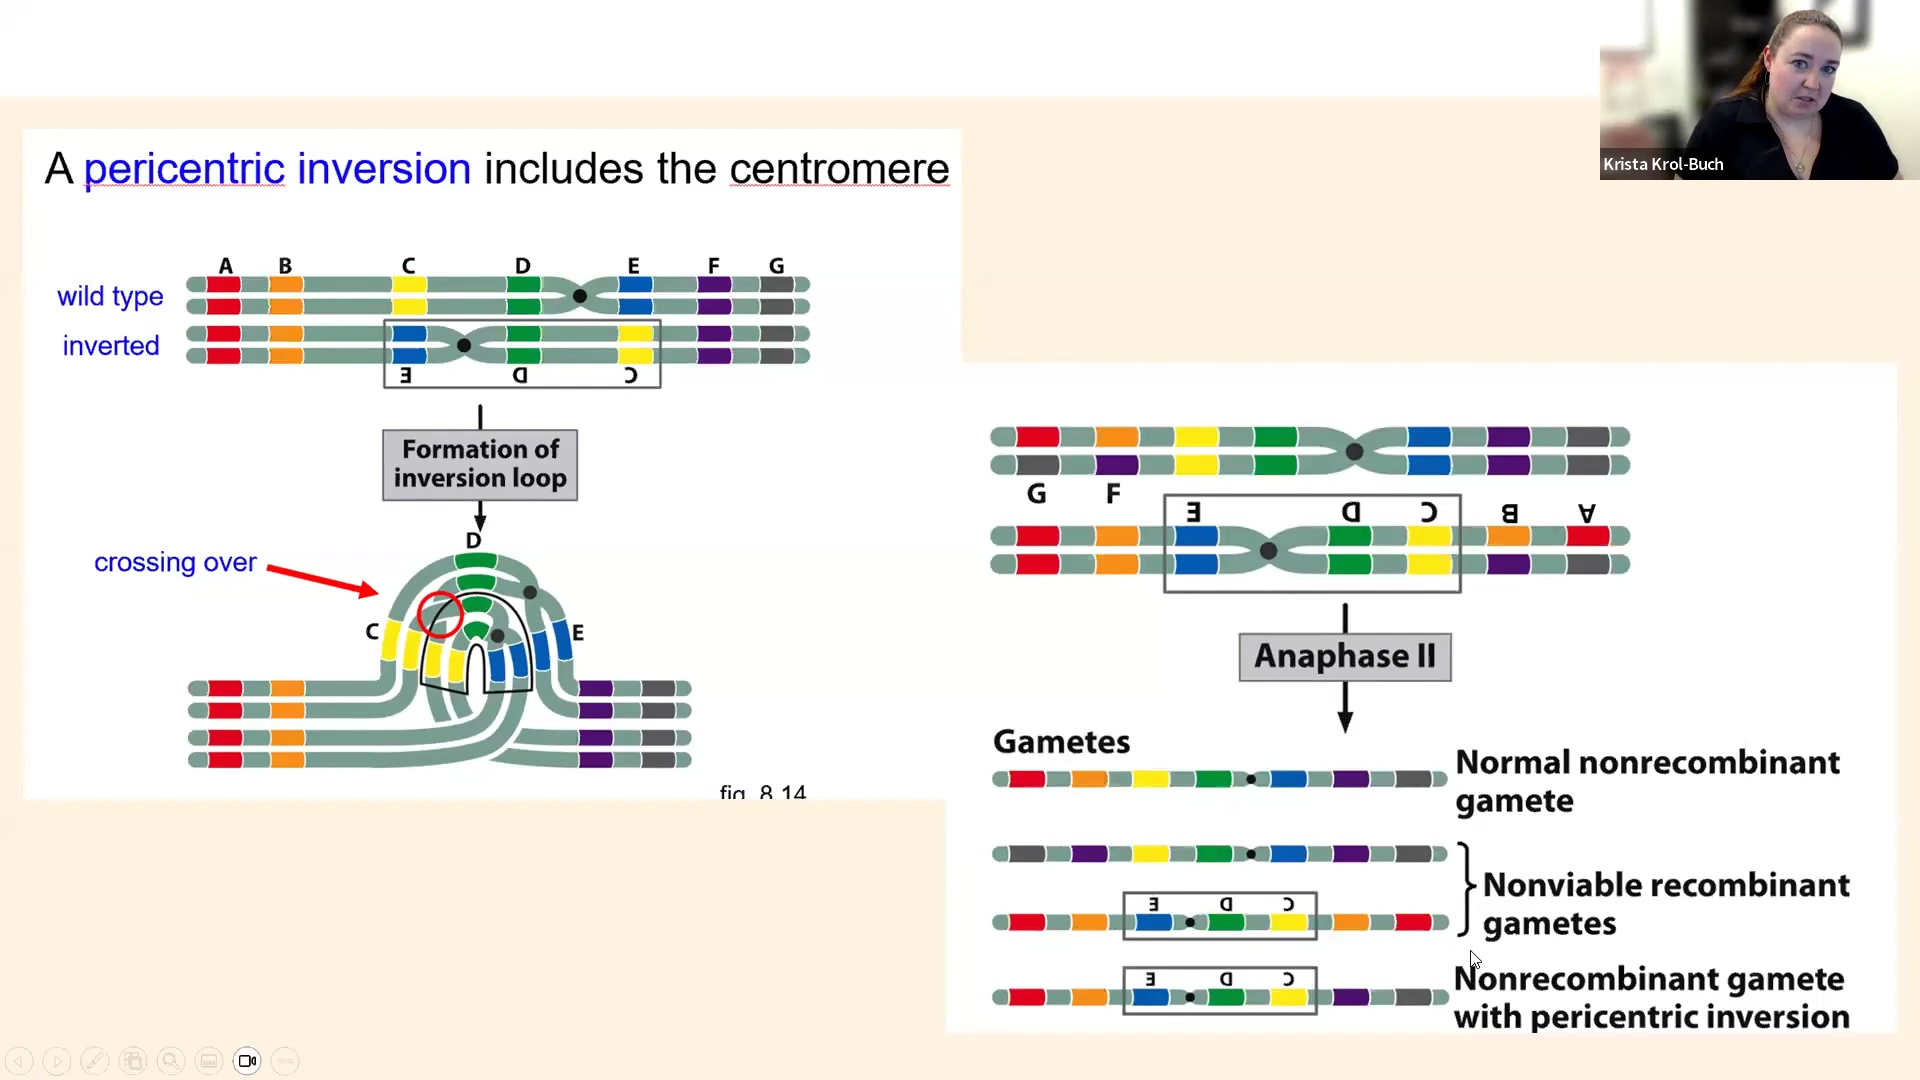 Krista Krol-Buch
A pericentric inversion includes the centromere
A B C D E F G
wild type
inverted
E D C
Formation of
inversion loop
D
crossing over
C E
fig. 8.14
G F E D C B A
Anaphase II
Gametes
Normal nonrecombinant
gamete
Nonviable recombinant
gametes
E D C
E D C
Nonrecombinant gamete
with pericentric inversion